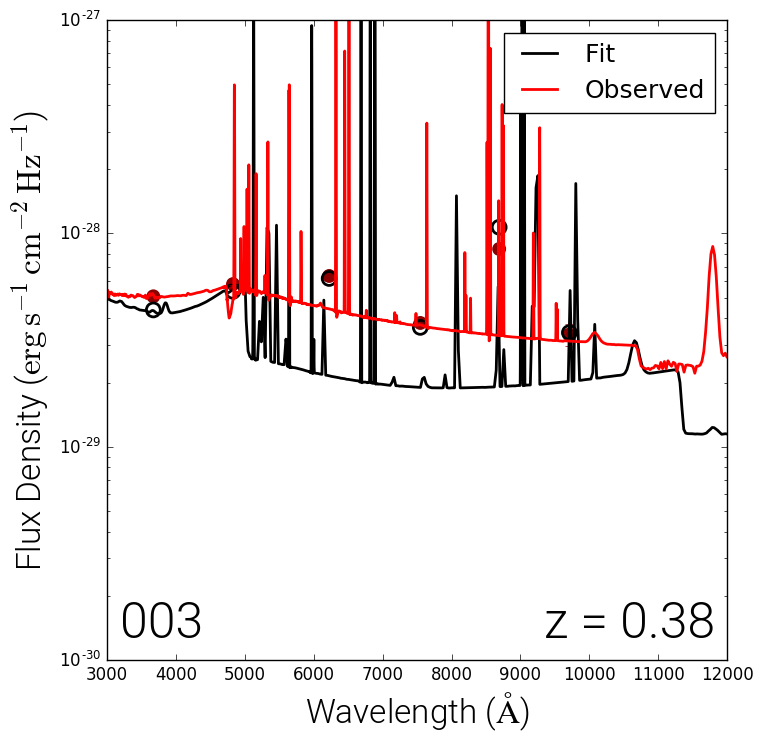 10⁻²⁷
Fit
Observed
10⁻²⁸
10⁻²⁹
10⁻³⁰
Flux Density (erg s⁻¹ cm⁻² Hz⁻¹)
003
z = 0.38
3000 4000 5000 6000 7000 8000 9000 10000 11000 12000
Wavelength (Å)